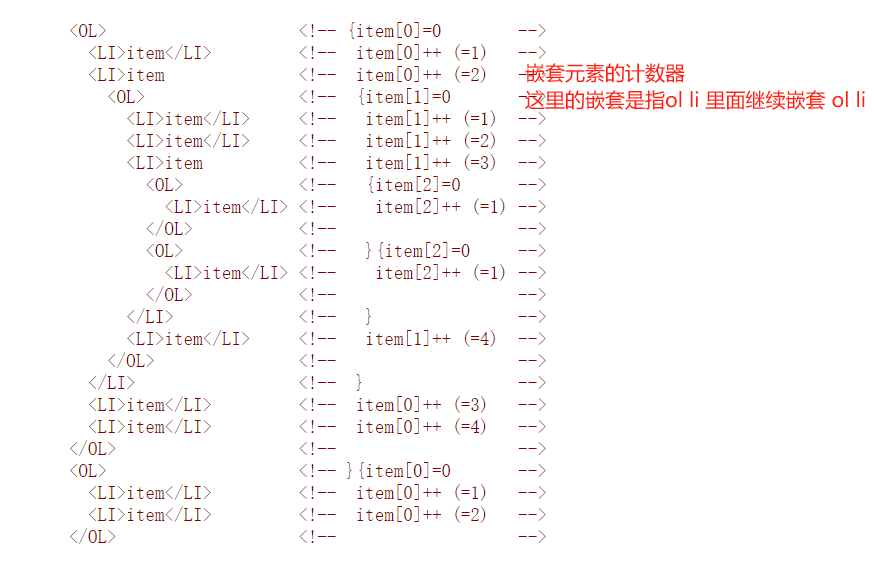 <OL>                    <!-- {item[0]=0        -->
  <LI>item</LI>         <!--  item[0]++ (=1)   -->
  <LI>item              <!--  item[0]++ (=2)   --> 嵌套元素的计数器
    <OL>                <!--  {item[1]=0       --> 这里的嵌套是指ol li 里面继续嵌套 ol li
      <LI>item</LI>     <!--   item[1]++ (=1)  -->
      <LI>item</LI>     <!--   item[1]++ (=2)  -->
      <LI>item          <!--   item[1]++ (=3)  -->
        <OL>            <!--   {item[2]=0      -->
          <LI>item</LI> <!--    item[2]++ (=1) -->
        </OL>           <!--                   -->
        <OL>            <!--   }{item[2]=0     -->
          <LI>item</LI> <!--    item[2]++ (=1) -->
        </OL>           <!--                   -->
      </LI>             <!--   }               -->
      <LI>item</LI>     <!--   item[1]++ (=4)  -->
    </OL>               <!--                   -->
  </LI>                 <!--  }                -->
  <LI>item</LI>         <!--  item[0]++ (=3)   -->
  <LI>item</LI>         <!--  item[0]++ (=4)   -->
</OL>                   <!--                   -->
<OL>                    <!-- }{item[0]=0       -->
  <LI>item</LI>         <!--  item[0]++ (=1)   -->
  <LI>item</LI>         <!--  item[0]++ (=2)   -->
</OL>                   <!--                   -->